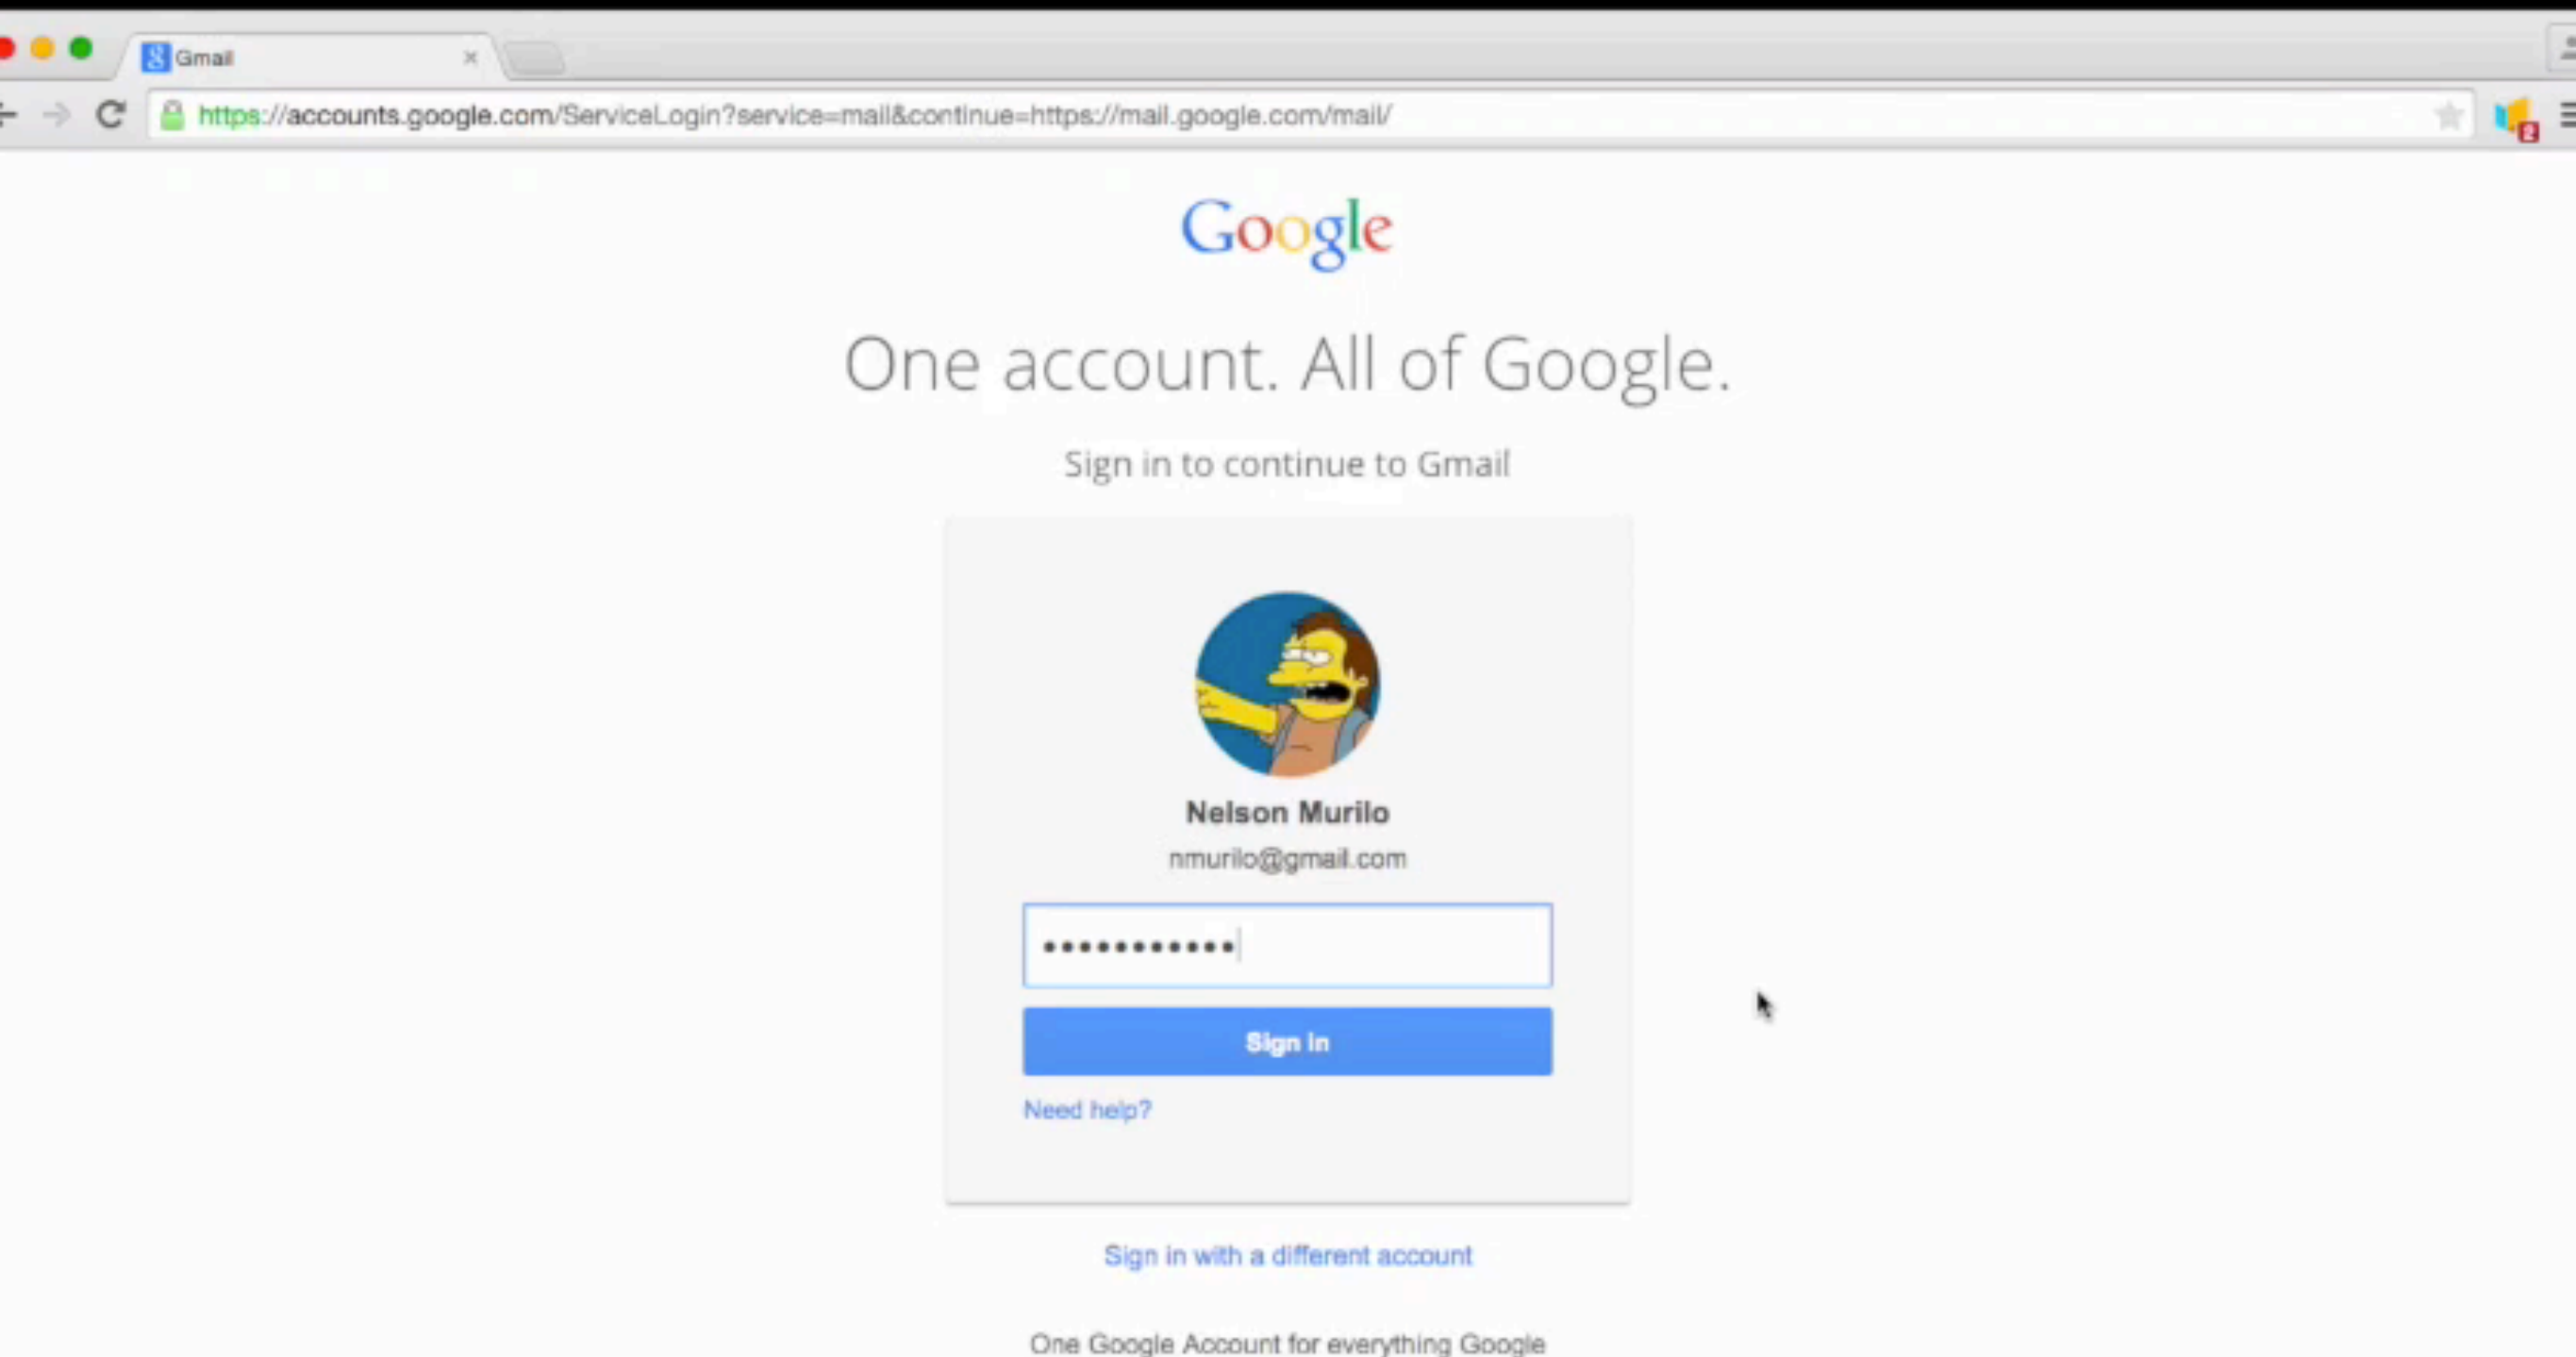 Gmail
https://accounts.google.com/ServiceLogin?service=mail&continue=https://mail.google.com/mail/
2
Google
One account. All of Google.
Sign in to continue to Gmail
Nelson Murilo
nmurilo@gmail.com
•••••••••••
Sign in
Need help?
Sign in with a different account
One Google Account for everything Google